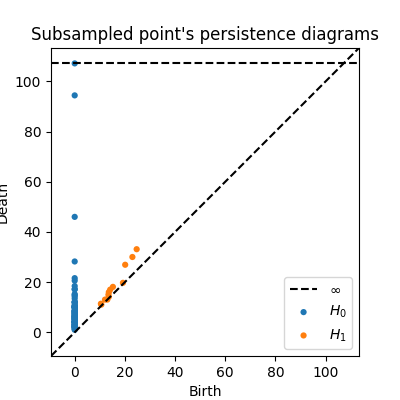 Subsampled point's persistence diagrams
Death
100
80
60
40
20
0
∞
H₀
H₁
0 20 40 60 80 100
Birth